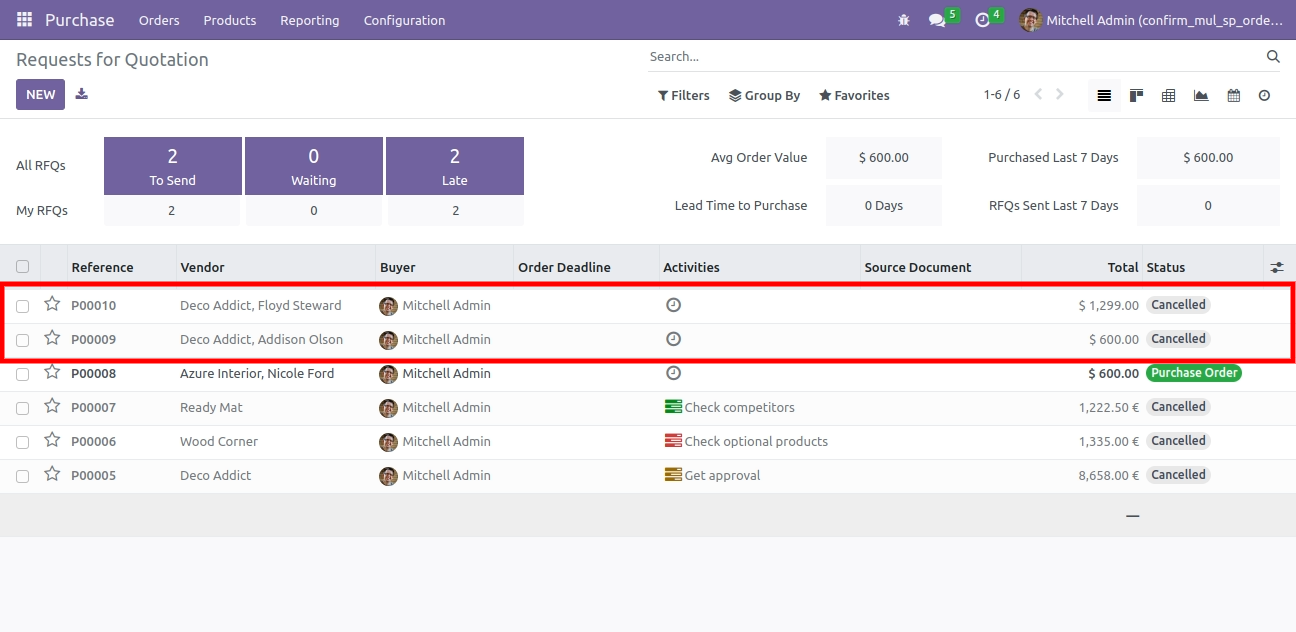 Purchase Orders Products Reporting Configuration 5 4 Mitchell Admin (confirm_mul_sp_orde...
Requests for Quotation Search...
NEW Filters Group By Favorites 1-6 / 6
All RFQs 2 To Send 0 Waiting 2 Late
My RFQs 2 0 2
Avg Order Value $ 600.00 Purchased Last 7 Days $ 600.00
Lead Time to Purchase 0 Days RFQs Sent Last 7 Days 0
Reference Vendor Buyer Order Deadline Activities Source Document Total Status
P00010 Deco Addict, Floyd Steward Mitchell Admin $ 1,299.00 Cancelled
P00009 Deco Addict, Addison Olson Mitchell Admin $ 600.00 Cancelled
P00008 Azure Interior, Nicole Ford Mitchell Admin $ 600.00 Purchase Order
P00007 Ready Mat Mitchell Admin Check competitors 1,222.50 € Cancelled
P00006 Wood Corner Mitchell Admin Check optional products 1,335.00 € Cancelled
P00005 Deco Addict Mitchell Admin Get approval 8,658.00 € Cancelled
—